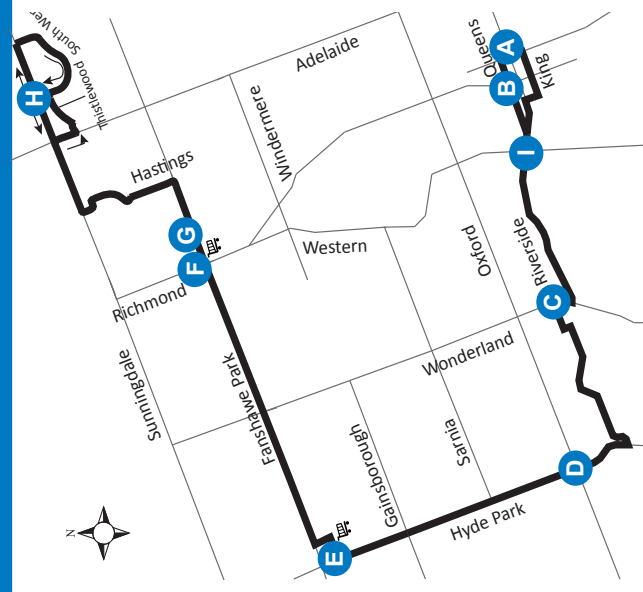 South Wen
Thistlewood
H
Adelaide
Queens
A
B
King
Hastings
Windermere
I
G
F
Richmond
Western
Oxford
Riverside
C
Sunningdale
Fanshawe Park
Wonderland
Gainsborough
Sarnia
D
Hyde Park
E
N